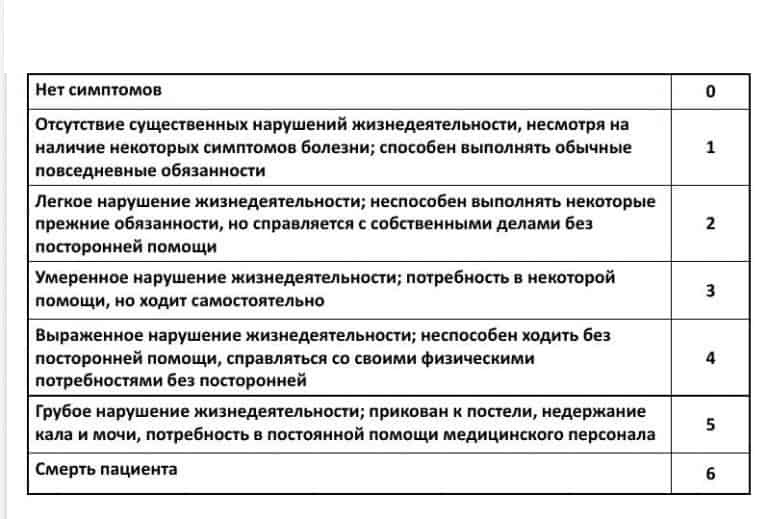 Нет симптомов
0
Отсутствие существенных нарушений жизнедеятельности, несмотря на
наличие некоторых симптомов болезни; способен выполнять обычные
повседневные обязанности
1
Легкое нарушение жизнедеятельности; неспособен выполнять некоторые
прежние обязанности, но справляется с собственными делами без
посторонней помощи
2
Умеренное нарушение жизнедеятельности; потребность в некоторой
помощи, но ходит самостоятельно
3
Выраженное нарушение жизнедеятельности; неспособен ходить без
посторонней помощи, справляться со своими физическими
потребностями без посторонней
4
Грубое нарушение жизнедеятельности; прикован к постели, недержание
кала и мочи, потребность в постоянной помощи медицинского персонала
5
Смерть пациента
6